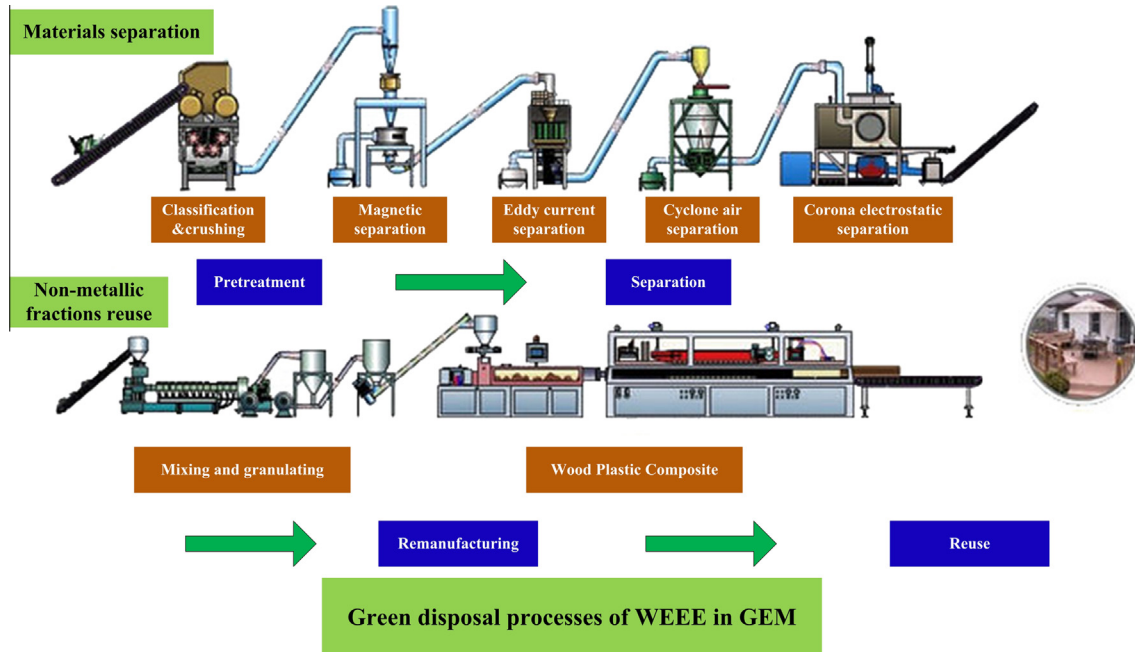 Materials separation
Classification
&crushing
Magnetic
separation
Eddy current
separation
Cyclone air
separation
Corona electrostatic
separation
Pretreatment
Separation
Non-metallic
fractions reuse
Mixing and granulating
Wood Plastic Composite
Remanufacturing
Reuse
Green disposal processes of WEEE in GEM